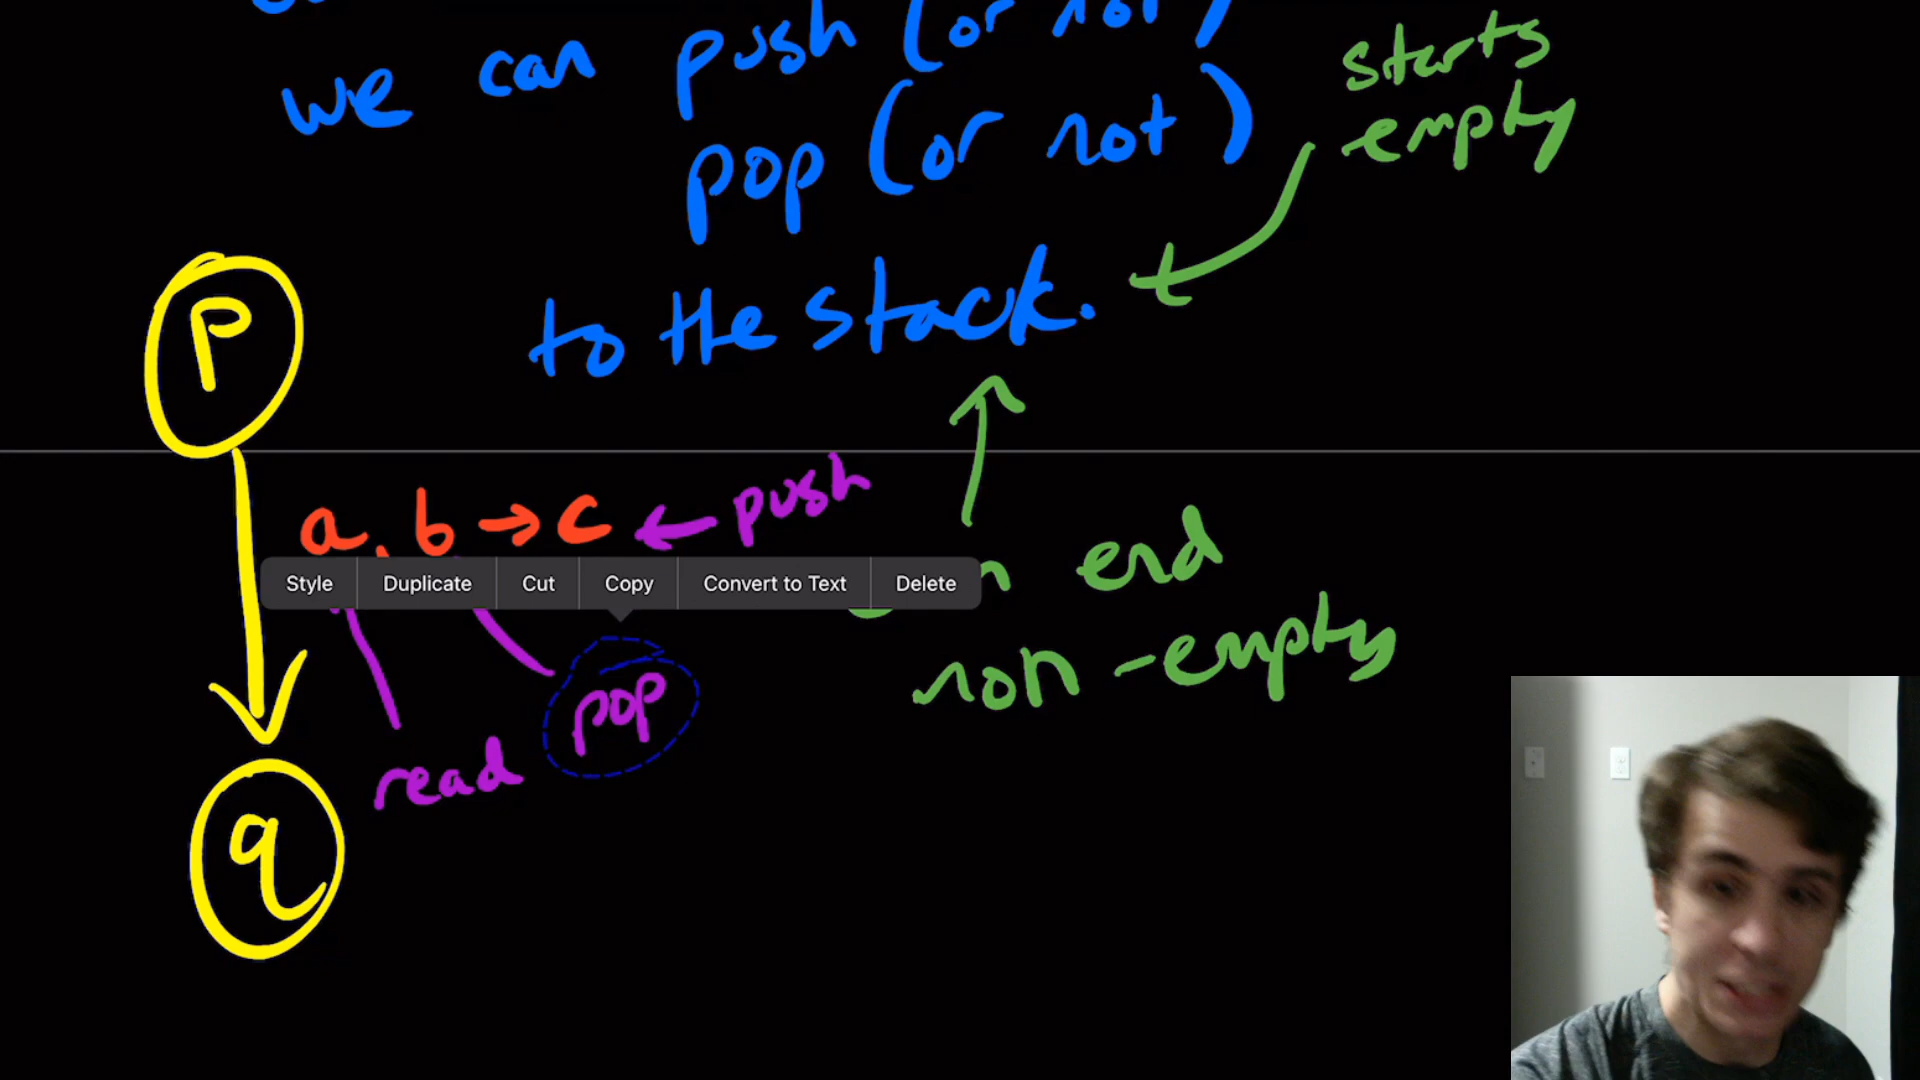 we can push (or not)
pop (or not)
to the stack.
starts
empty
P
a, b → c ← push
Style Duplicate Cut Copy Convert to Text Delete
end
non-empty
pop
read
q